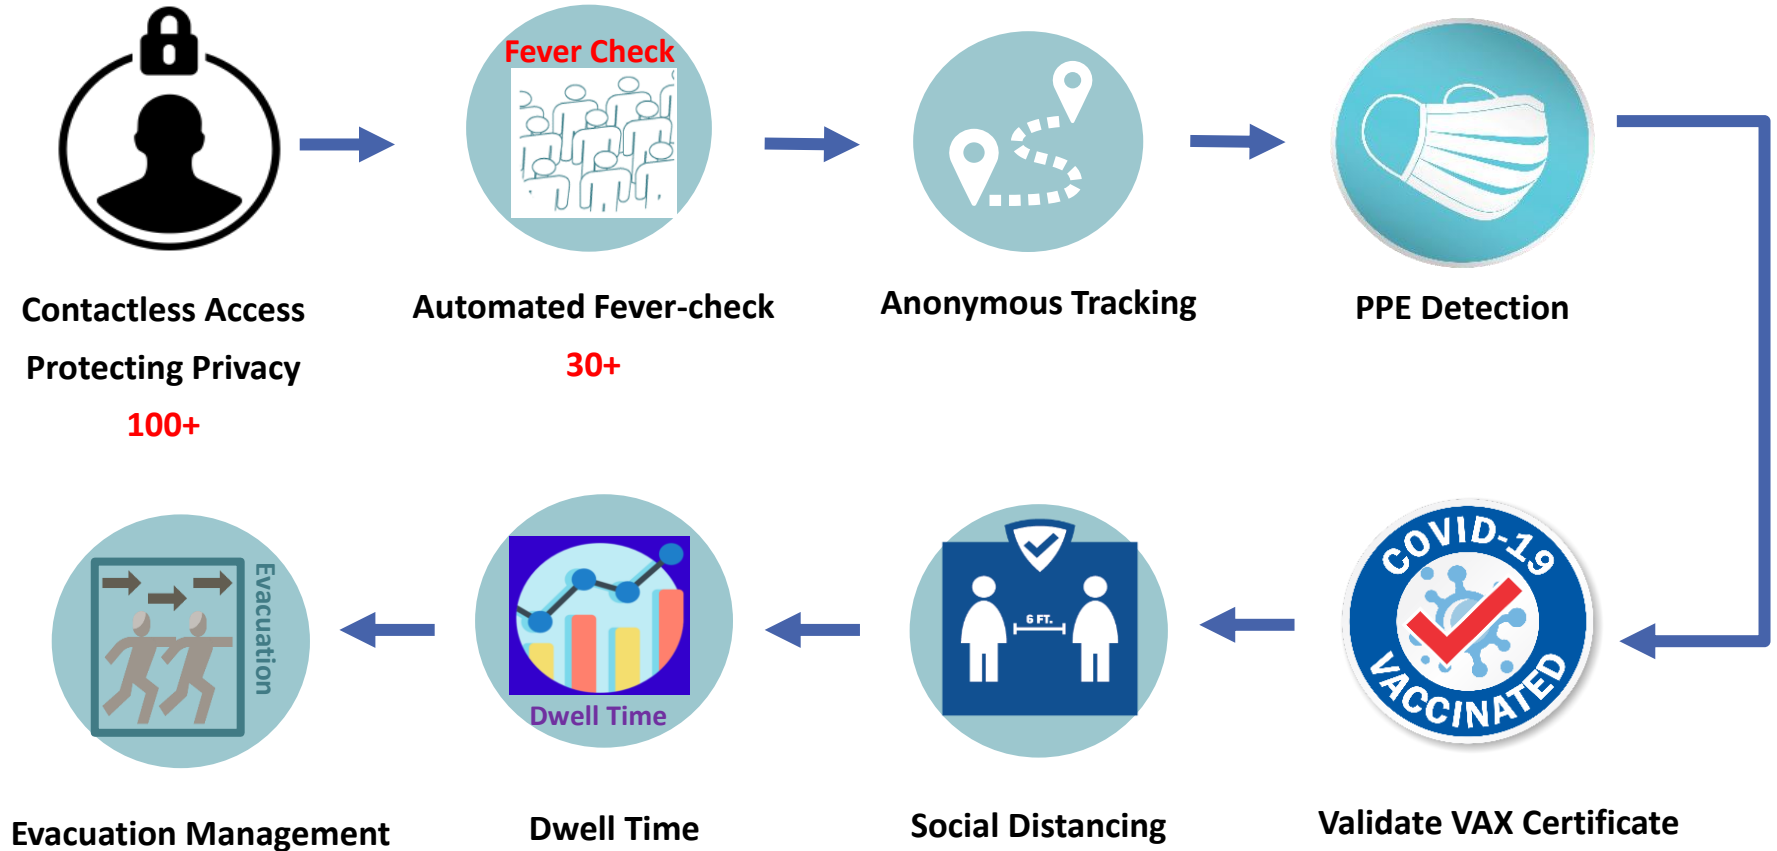 Fever Check
Contactless Access
Protecting Privacy
100+
Automated Fever-check
30+
Anonymous Tracking
PPE Detection
COVID-19
VACCINATED
Validate VAX Certificate
6 FT.
Social Distancing
Dwell Time
Dwell Time
Evacuation
Evacuation Management